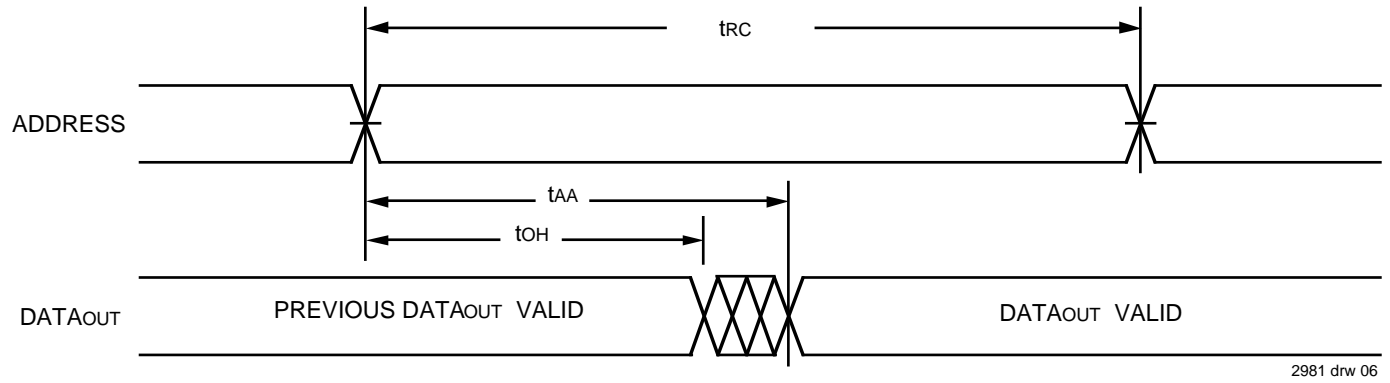 tRC
ADDRESS
tAA
tOH
PREVIOUS DATAOUT VALID
DATAOUT VALID
DATAOUT
2981 drw 06